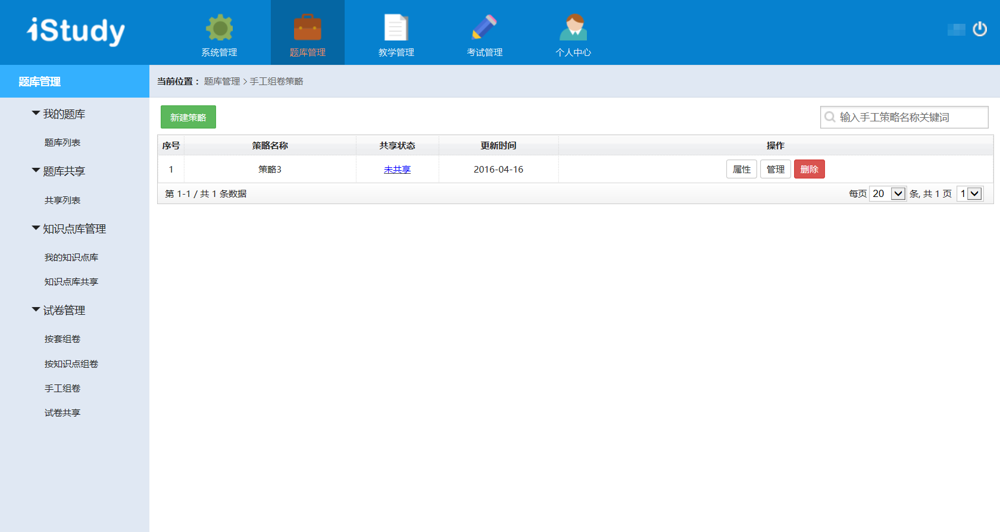 iStudy
系统管理
题库管理
教学管理
考试管理
个人中心
题库管理
当前位置： 题库管理 > 手工组卷策略
我的题库
题库列表
题库共享
共享列表
知识点库管理
我的知识点库
知识点库共享
试卷管理
按套组卷
按知识点组卷
手工组卷
试卷共享
新建策略
输入手工策略名称关键词
序号 策略名称 共享状态 更新时间 操作
1 策略3 未共享 2016-04-16 属性 管理 删除
第 1-1 / 共 1 条数据
每页 20 条, 共 1 页 1